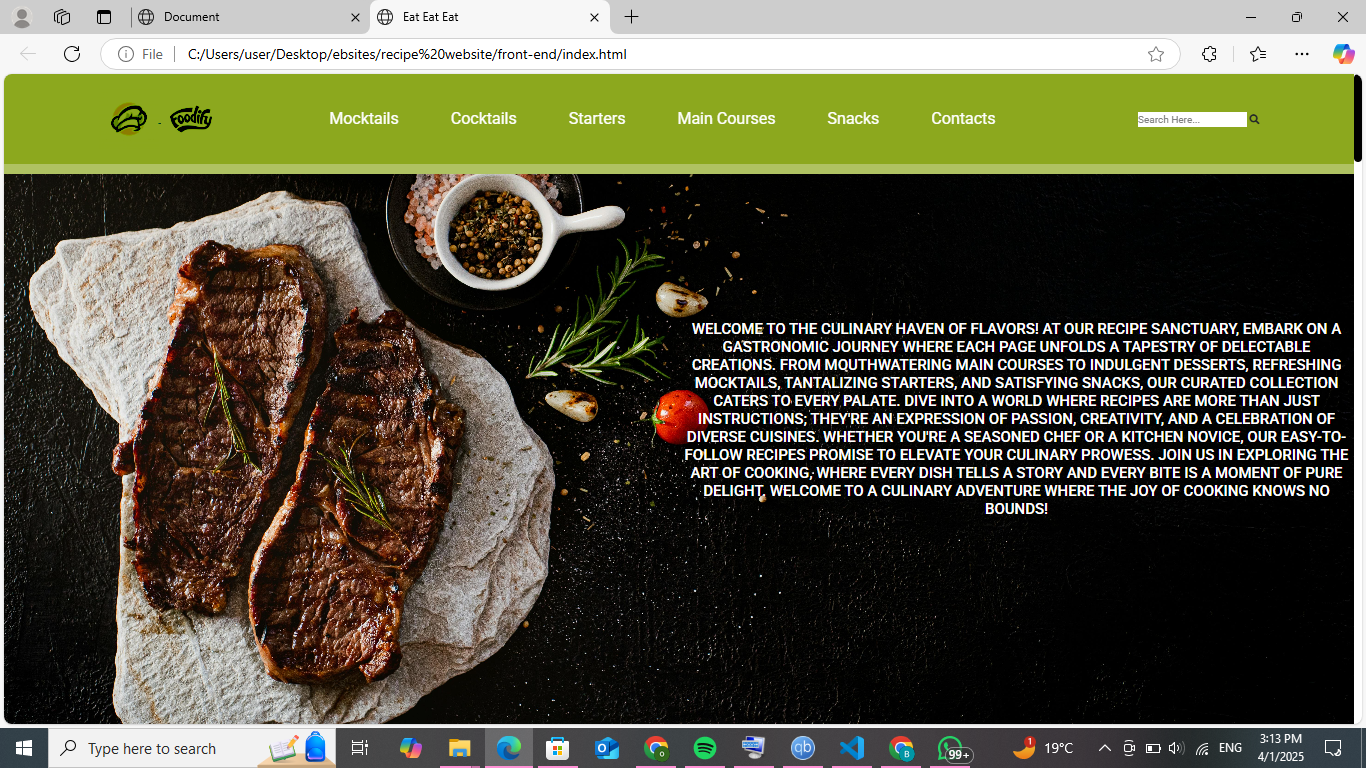 Document
Eat Eat Eat
File
C:/Users/user/Desktop/ebsites/recipe%20website/front-end/index.html
- Foodify
Mocktails
Cocktails
Starters
Main Courses
Snacks
Contacts
Search Here...
WELCOME TO THE CULINARY HAVEN OF FLAVORS! AT OUR RECIPE SANCTUARY, EMBARK ON A
GASTRONOMIC JOURNEY WHERE EACH PAGE UNFOLDS A TAPESTRY OF DELECTABLE
CREATIONS. FROM MOUTHWATERING MAIN COURSES TO INDULGENT DESSERTS, REFRESHING
MOCKTAILS, TANTALIZING STARTERS, AND SATISFYING SNACKS, OUR CURATED COLLECTION
CATERS TO EVERY PALATE. DIVE INTO A WORLD WHERE RECIPES ARE MORE THAN JUST
INSTRUCTIONS; THEY'RE AN EXPRESSION OF PASSION, CREATIVITY, AND A CELEBRATION OF
DIVERSE CUISINES. WHETHER YOU'RE A SEASONED CHEF OR A KITCHEN NOVICE, OUR EASY-TO-
FOLLOW RECIPES PROMISE TO ELEVATE YOUR CULINARY PROWESS. JOIN US IN EXPLORING THE
ART OF COOKING, WHERE EVERY DISH TELLS A STORY AND EVERY BITE IS A MOMENT OF PURE
DELIGHT. WELCOME TO A CULINARY ADVENTURE WHERE THE JOY OF COOKING KNOWS NO
BOUNDS!
Type here to search
qb
B
99+
1
19°C
ENG
3:13 PM
4/1/2025